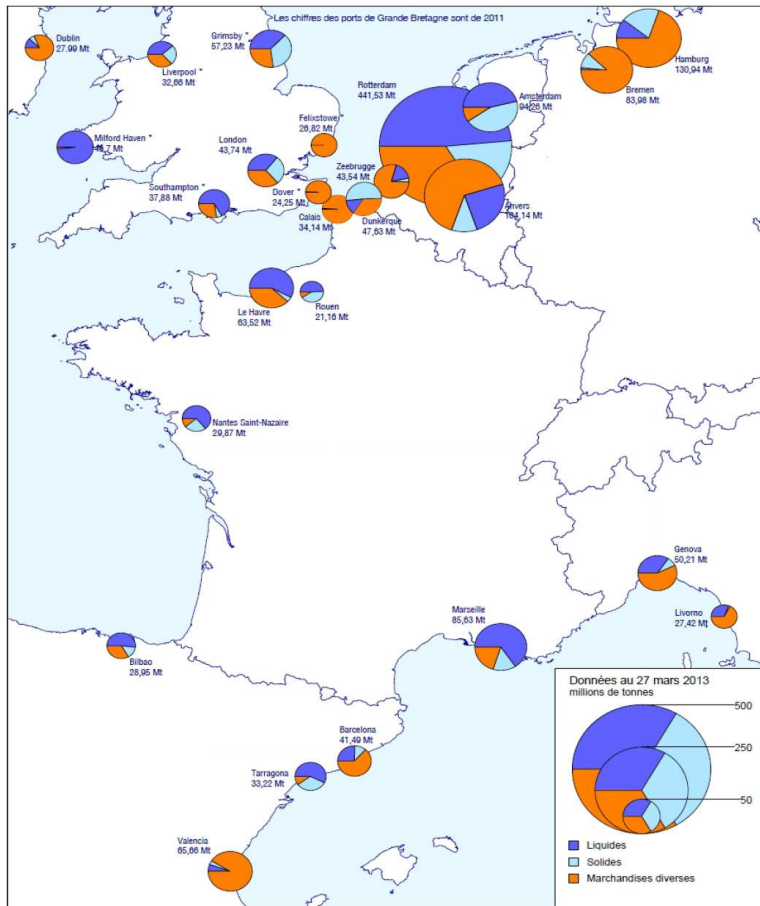 Les chiffres des ports de Grande Bretagne sont de 2011
Dublin
27.99 Mt
Liverpool *
32,66 Mt
Grimsby *
57,23 Mt
Hamburg
130,94 Mt
Bremen
83,98 Mt
Rotterdam
441,53 Mt
Amsterdam
94,26 Mt
Felixstowe *
26,82 Mt
Milford Haven *
London
43,74 Mt
Zeebrugge
43,54 Mt
Southampton *
37,88 Mt
Dover *
24,25 Mt
Anvers
184,14 Mt
Calais
34,14 Mt
Dunkerque
47,63 Mt
Le Havre
63,52 Mt
Rouen
21,16 Mt
Nantes Saint-Nazaire
29,87 Mt
Genova
50,21 Mt
Livorno
27,42 Mt
Marseille
85,63 Mt
Bilbao
28,95 Mt
Barcelona
41,49 Mt
Tarragona
33,22 Mt
Valencia
65,66 Mt
Données au 27 mars 2013
millions de tonnes
500
250
50
Liquides
Solides
Marchandises diverses